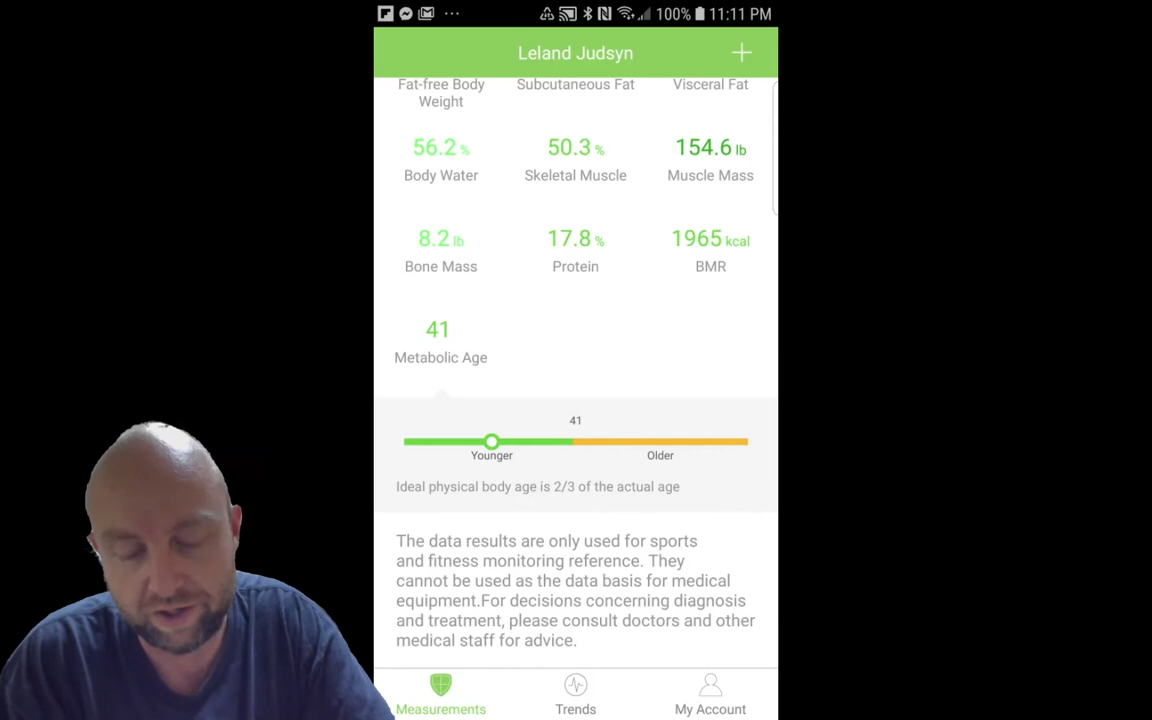 100% 11:11 PM
Leland Judsyn +
Fat-free Body Weight Subcutaneous Fat Visceral Fat
56.2 % 50.3 % 154.6 lb
Body Water Skeletal Muscle Muscle Mass
8.2 lb 17.8 % 1965 kcal
Bone Mass Protein BMR
41
Metabolic Age
41
Younger Older
Ideal physical body age is 2/3 of the actual age
The data results are only used for sports
and fitness monitoring reference. They
cannot be used as the data basis for medical
equipment.For decisions concerning diagnosis
and treatment, please consult doctors and other
medical staff for advice.
Measurements Trends My Account